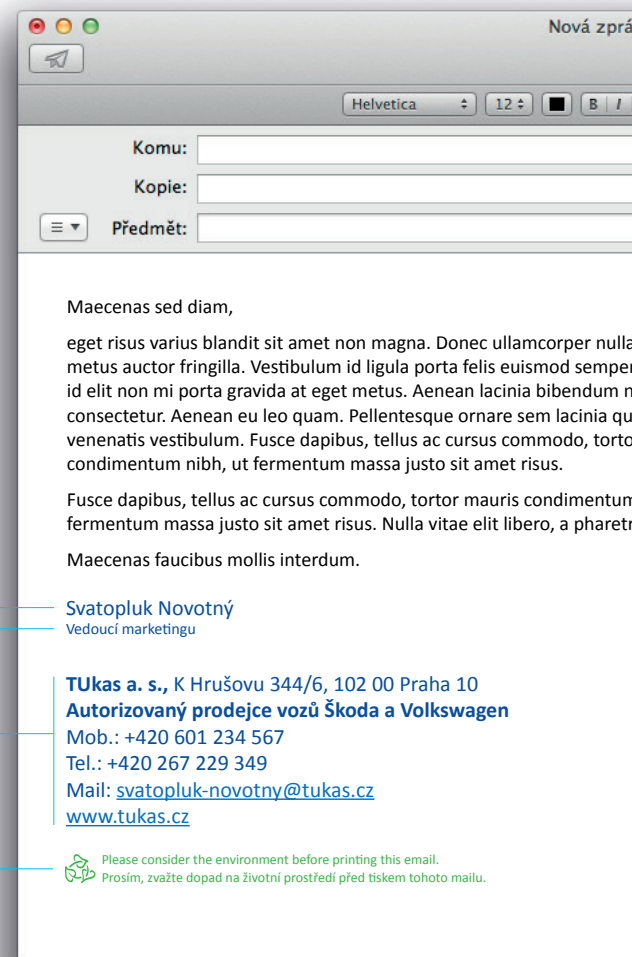 Nová zprá
Helvetica 12 B I
Komu:
Kopie:
Předmět:
Maecenas sed diam,
eget risus varius blandit sit amet non magna. Donec ullamcorper nulla
metus auctor fringilla. Vestibulum id ligula porta felis euismod semper
id elit non mi porta gravida at eget metus. Aenean lacinia bibendum n
consectetur. Aenean eu leo quam. Pellentesque ornare sem lacinia qu
venenatis vestibulum. Fusce dapibus, tellus ac cursus commodo, torto
condimentum nibh, ut fermentum massa justo sit amet risus.
Fusce dapibus, tellus ac cursus commodo, tortor mauris condimentum
fermentum massa justo sit amet risus. Nulla vitae elit libero, a pharetr
Maecenas faucibus mollis interdum.
Svatopluk Novotný
Vedoucí marketingu
TUkas a. s., K Hrušovu 344/6, 102 00 Praha 10
Autorizovaný prodejce vozů Škoda a Volkswagen
Mob.: +420 601 234 567
Tel.: +420 267 229 349
Mail: svatopluk-novotny@tukas.cz
www.tukas.cz
Please consider the environment before printing this email.
Prosím, zvažte dopad na životní prostředí před tiskem tohoto mailu.